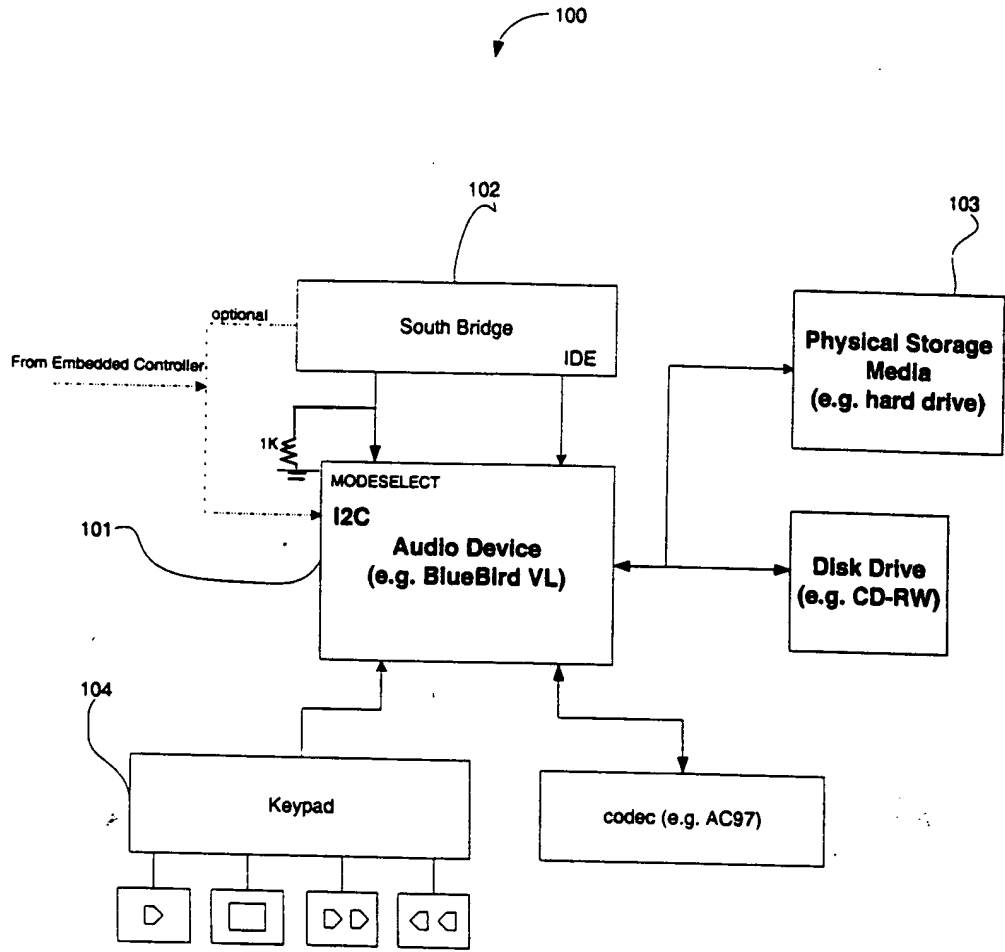 100
102
103
optional
South Bridge
IDE
From Embedded Controller
Physical Storage
Media
(e.g. hard drive)
1K
MODESELECT
I2C
101
Audio Device
(e.g. BlueBird VL)
Disk Drive
(e.g. CD-RW)
104
Keypad
codec (e.g. AC97)